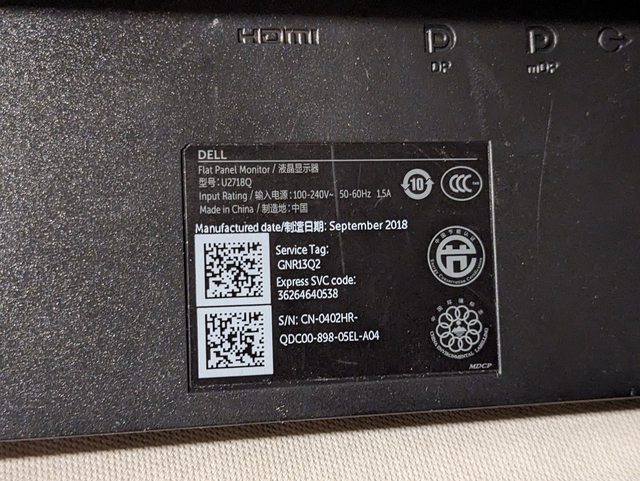 HDMI
DP
mDP
DELL
Flat Panel Monitor / 液晶显示器
型号: U2718Q
Input Rating / 输入电源:100-240V~ 50-60Hz 1.5A
Made in China / 制造地: 中国
Manufactured date/制造日期: September 2018
Service Tag:
GNR13Q2
Express SVC code:
36264640538
S/N: CN-0402HR-
QDC00-898-05EL-A04
10
CCC
MDCP